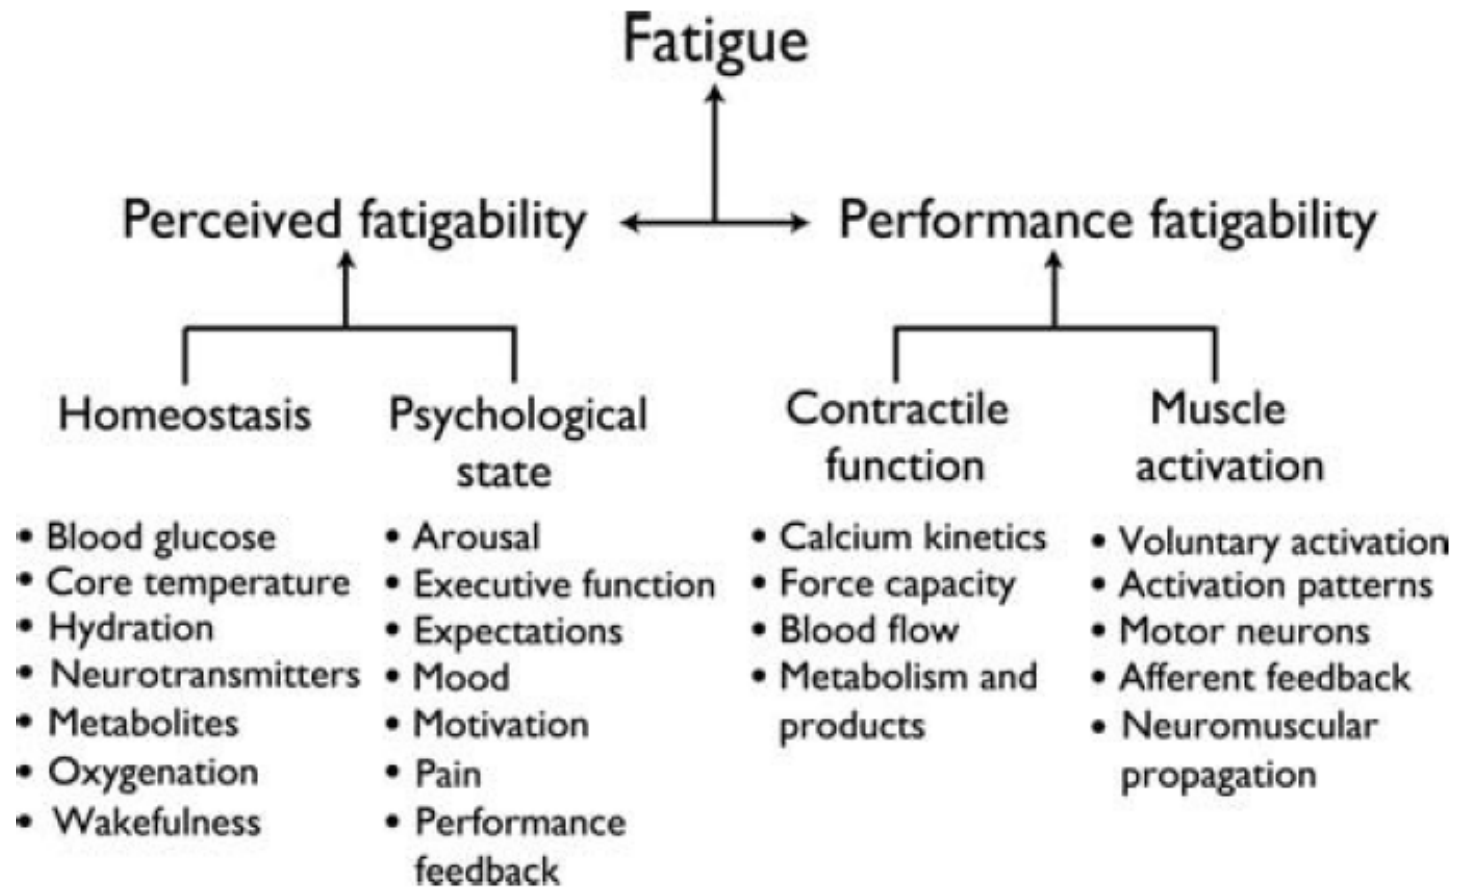 Fatigue
Perceived fatigability
Performance fatigability
Homeostasis
• Blood glucose
• Core temperature
• Hydration
• Neurotransmitters
• Metabolites
• Oxygenation
• Wakefulness
Psychological
state
• Arousal
• Executive function
• Expectations
• Mood
• Motivation
• Pain
• Performance
feedback
Contractile
function
• Calcium kinetics
• Force capacity
• Blood flow
• Metabolism and
products
Muscle
activation
• Voluntary activation
• Activation patterns
• Motor neurons
• Afferent feedback
• Neuromuscular
propagation